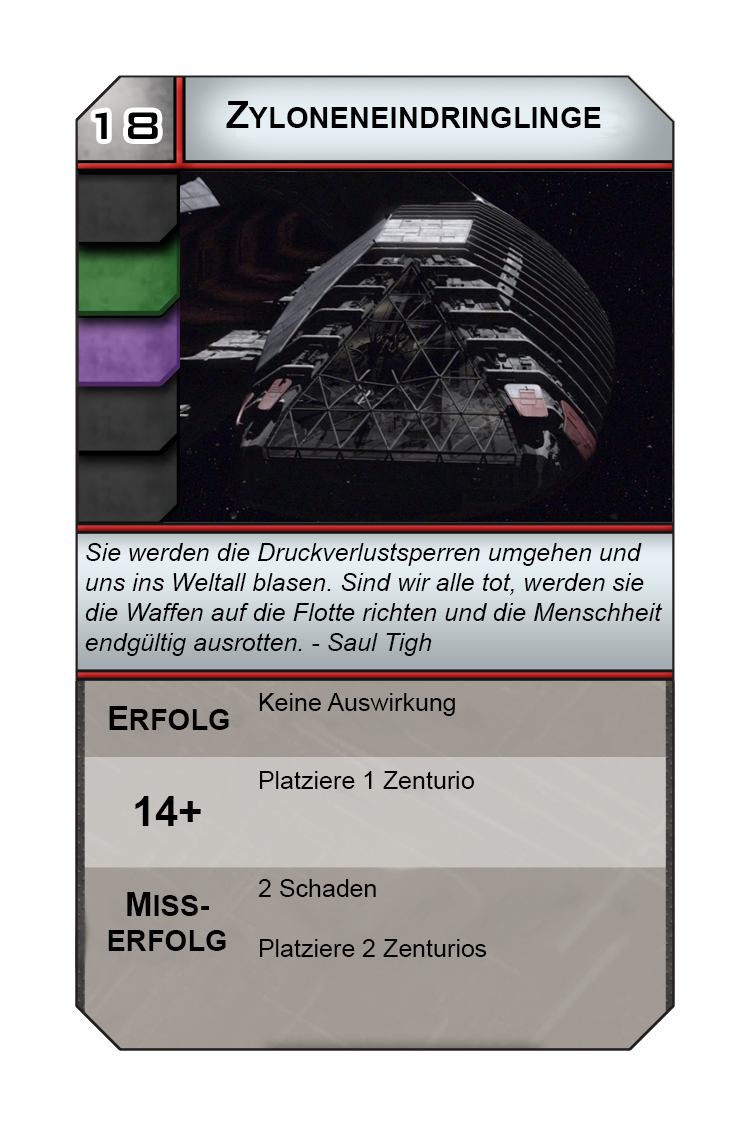 18
ZYLONENEINDRINGLINGE
Sie werden die Druckverlustsperren umgehen und
uns ins Weltall blasen. Sind wir alle tot, werden sie
die Waffen auf die Flotte richten und die Menschheit
endgültig ausrotten. - Saul Tigh
ERFOLG
Keine Auswirkung
14+
Platziere 1 Zenturio
MISS-
ERFOLG
2 Schaden
Platziere 2 Zenturios